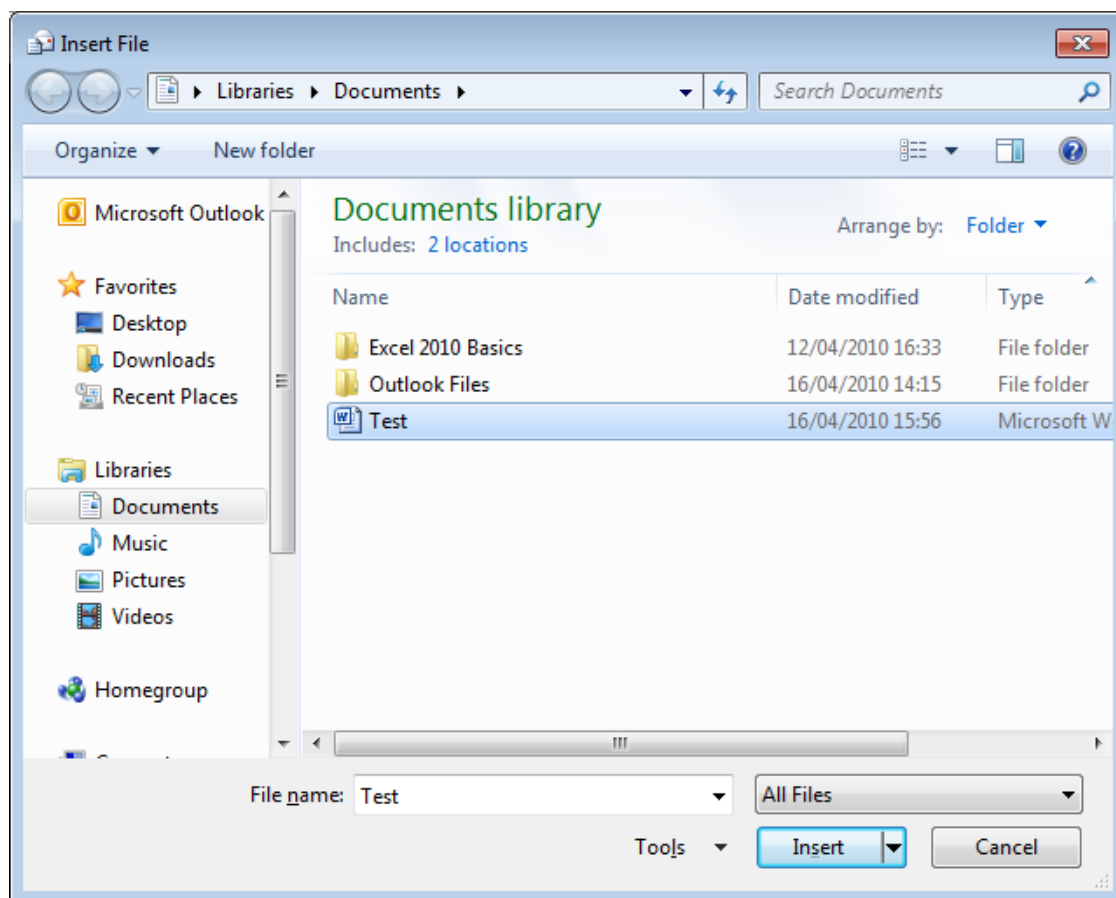 Insert File
Libraries Documents
Search Documents
Organize New folder
Microsoft Outlook
Favorites
Desktop
Downloads
Recent Places
Libraries
Documents
Music
Pictures
Videos
Homegroup
Documents library
Includes: 2 locations
Arrange by: Folder
Name Date modified Type
Excel 2010 Basics 12/04/2010 16:33 File folder
Outlook Files 16/04/2010 14:15 File folder
Test 16/04/2010 15:56 Microsoft W
File name: Test All Files
Tools Insert Cancel